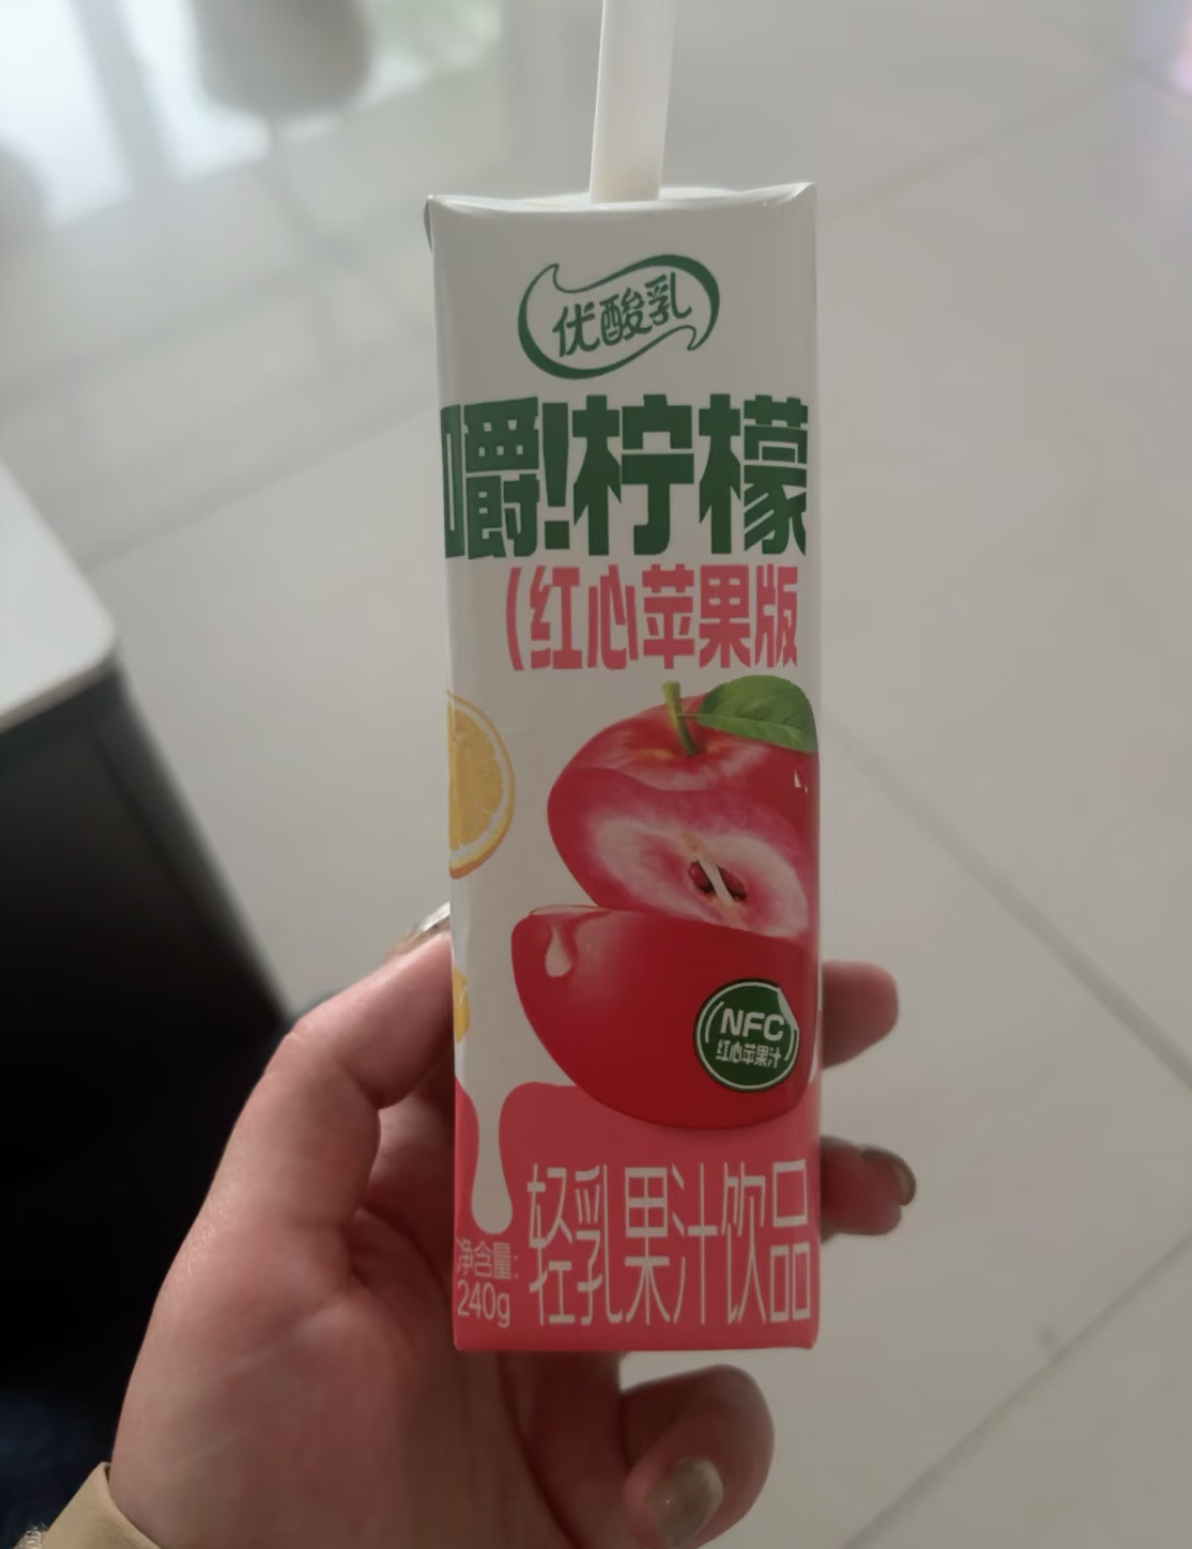 优酸乳
嚼!柠檬
(红心苹果版
NFC
红心苹果汁
轻乳果汁饮品
净含量:
240g